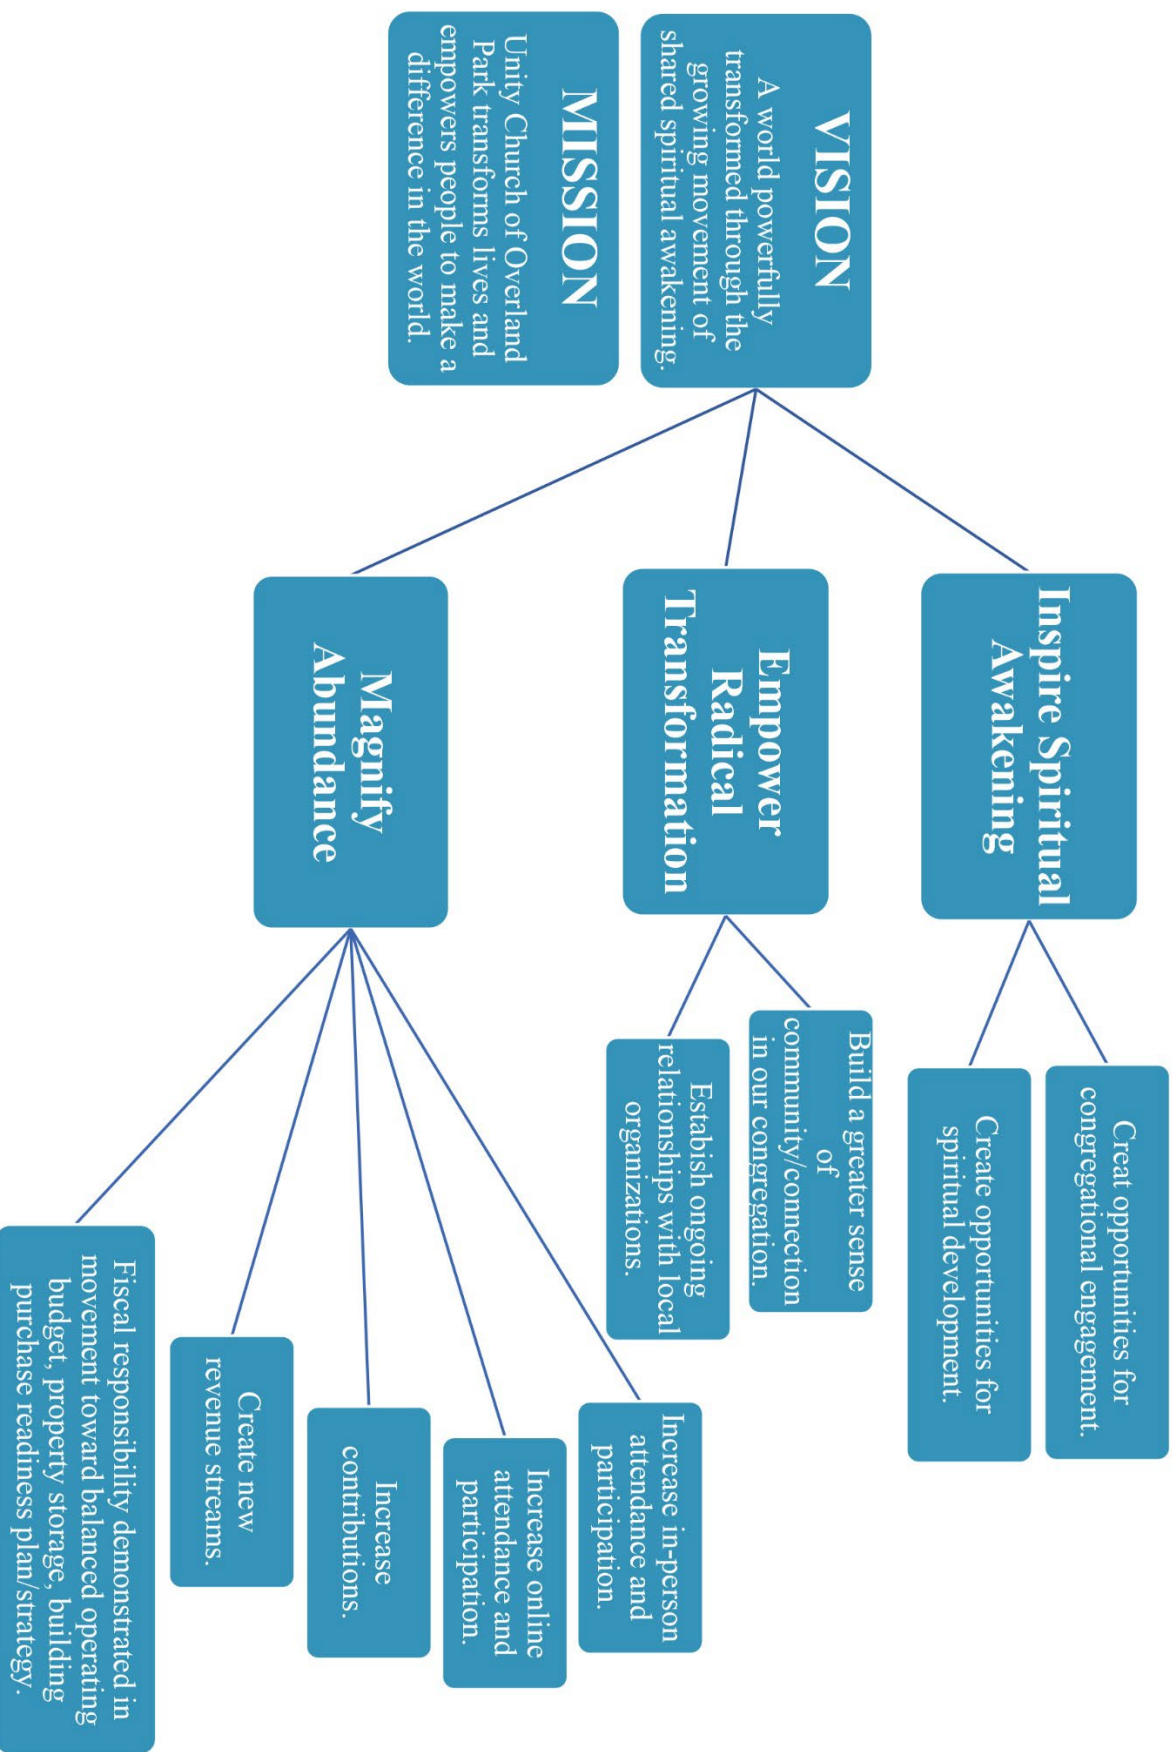 VISION
A world powerfully
transformed through the
growing movement of
shared spiritual awakening.
MISSION
Unity Church of Overland
Park transforms lives and
empowers people to make a
difference in the world.
Inspire Spiritual
Awakening
Creat opportunities for
congregational engagement.
Create opportunities for
spiritual development.
Empower
Radical
Transformation
Build a greater sense
of
community/connection
in our congregation.
Estabish ongoing
relationships with local
organizations.
Magnify
Abundance
Increase in-person
attendance and
participation.
Increase online
attendance and
participation.
Increase
contributions.
Create new
revenue streams.
Fiscal responsibility demonstrated in
movement toward balanced operating
budget, property storage, building
purchase readiness plan/strategy.